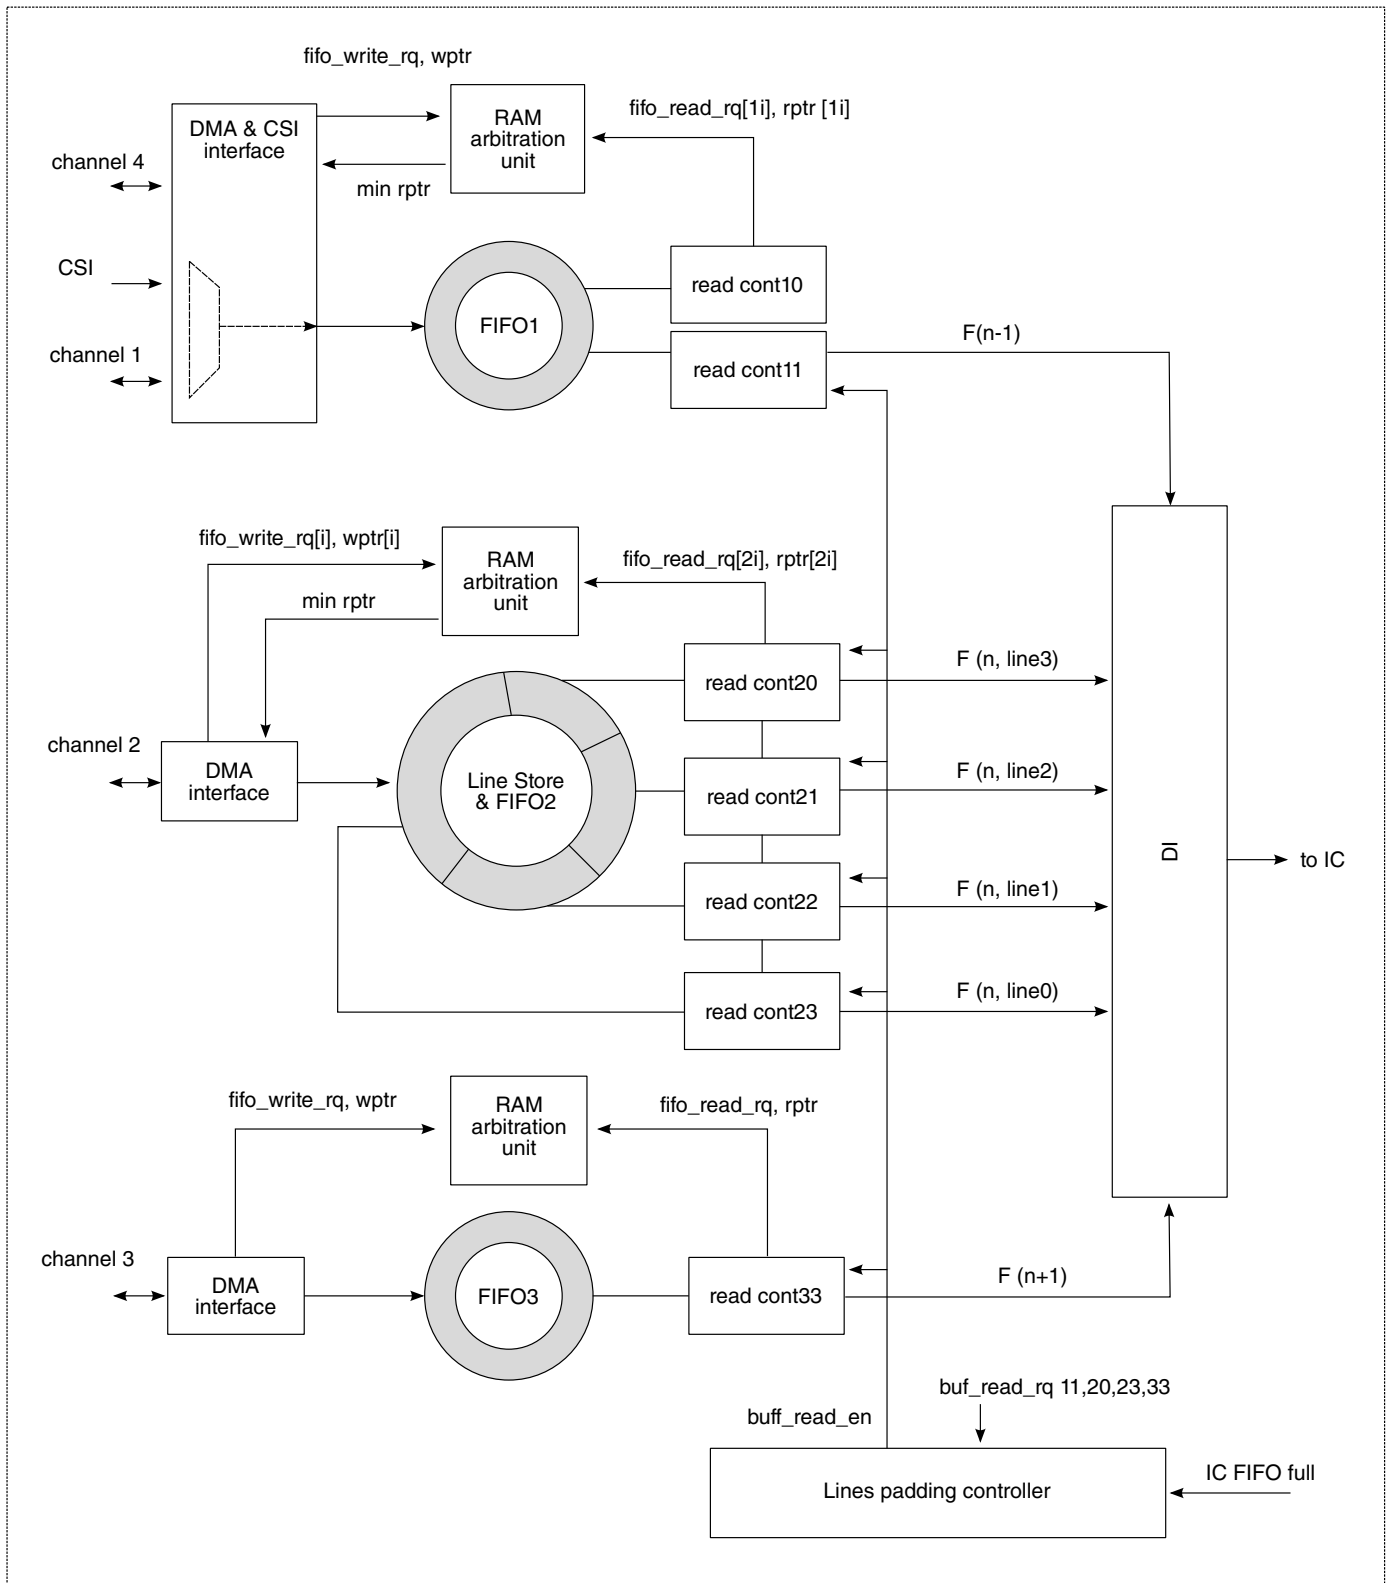 fifo_write_rq, wptr
DMA & CSI
interface
RAM
arbitration
unit
fifo_read_rq[1i], rptr [1i]
channel 4
min rptr
CSI
read cont10
FIFO1
channel 1
read cont11
F(n-1)
fifo_write_rq[i], wptr[i]
RAM
arbitration
unit
fifo_read_rq[2i], rptr[2i]
min rptr
read cont20
F (n, line3)
channel 2
DMA
interface
Line Store
& FIFO2
read cont21
F (n, line2)
DI
to IC
read cont22
F (n, line1)
read cont23
F (n, line0)
fifo_write_rq, wptr
RAM
arbitration
unit
fifo_read_rq, rptr
channel 3
DMA
interface
FIFO3
read cont33
F (n+1)
buf_read_rq 11,20,23,33
buff_read_en
Lines padding controller
IC FIFO full